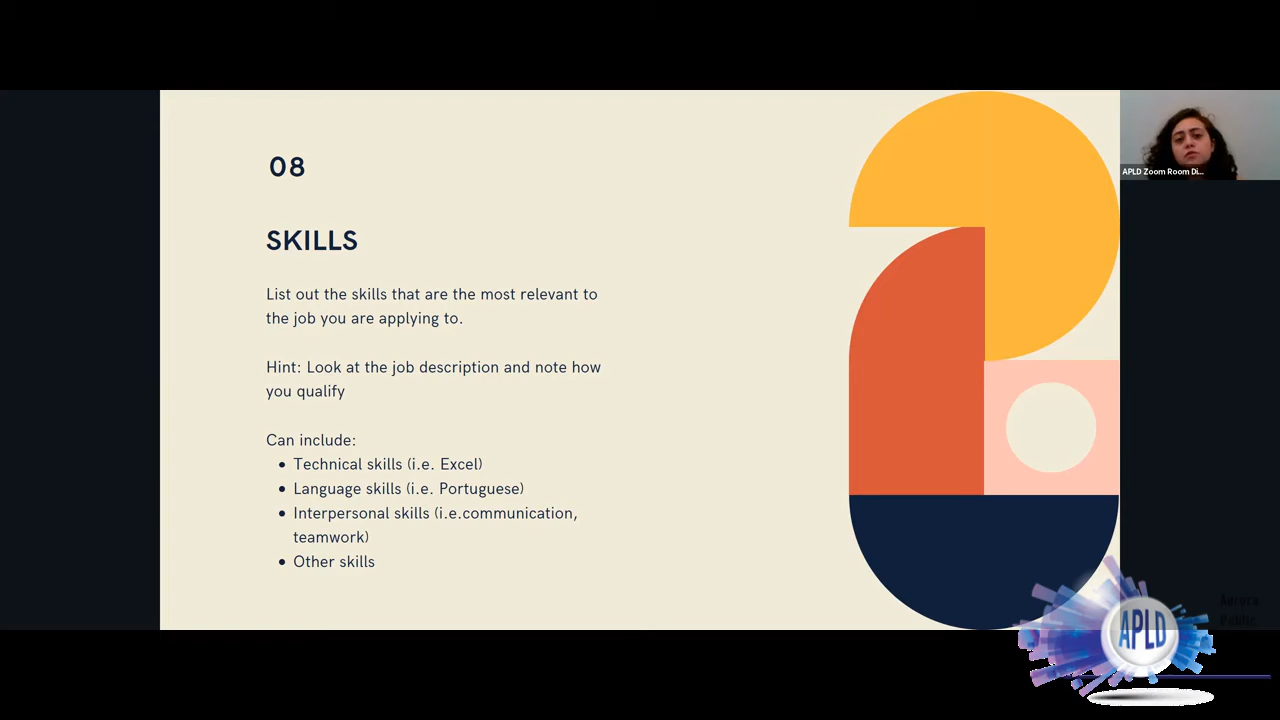 08
SKILLS
List out the skills that are the most relevant to
the job you are applying to.
Hint: Look at the job description and note how
you qualify
Can include:
• Technical skills (i.e. Excel)
• Language skills (i.e. Portuguese)
• Interpersonal skills (i.e.communication,
teamwork)
• Other skills
APLD Zoom Room Di...
APLD
Aurora
Public